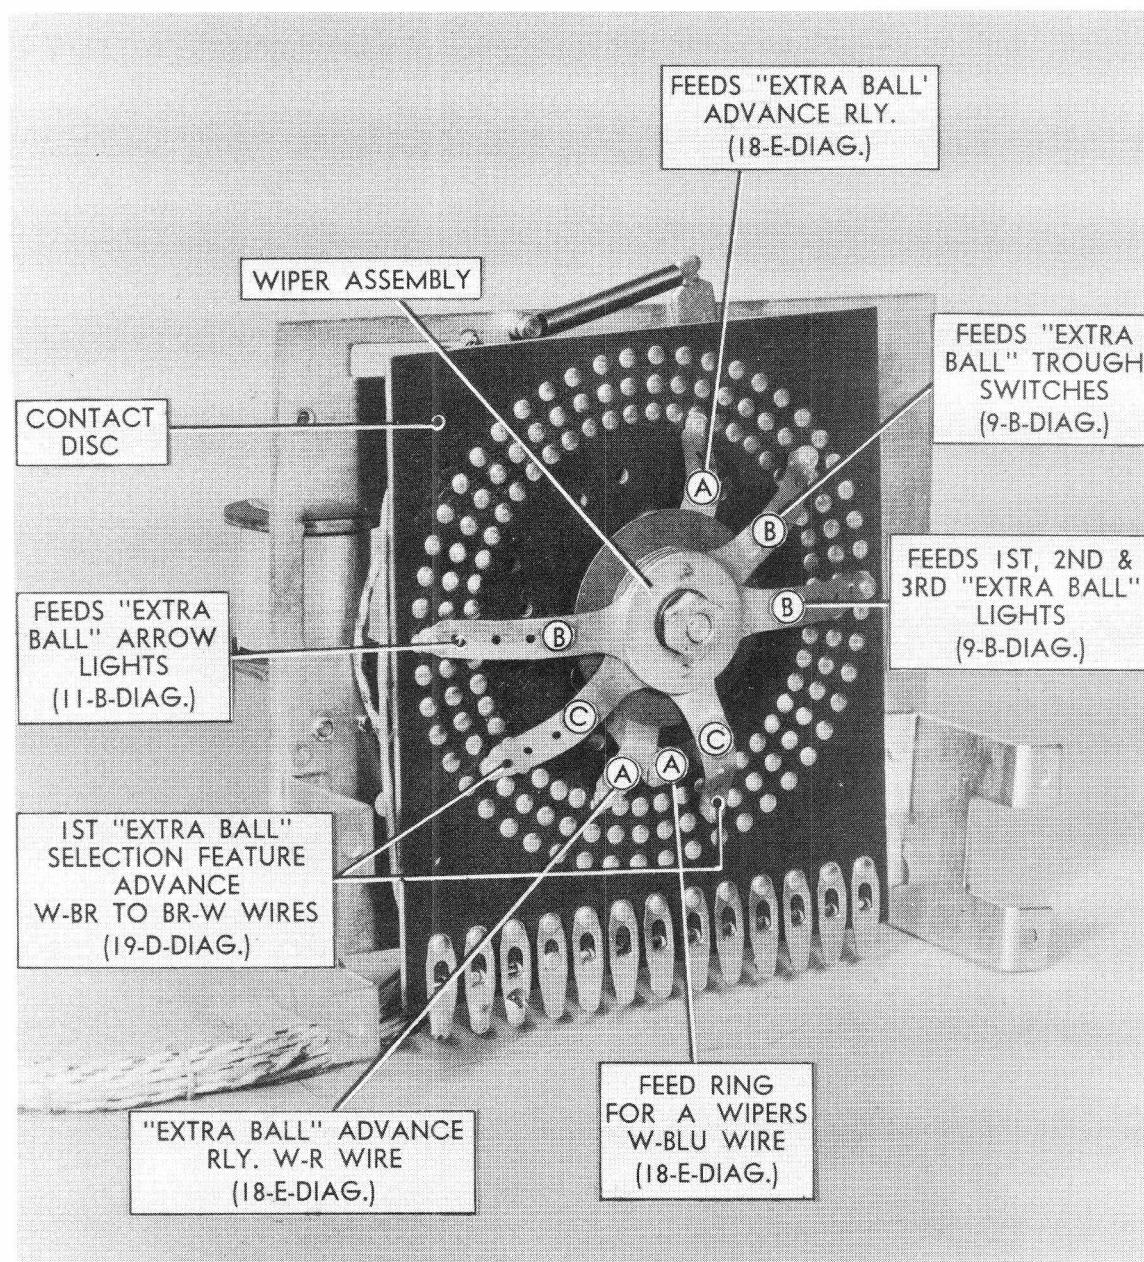 FEEDS "EXTRA BALL'
ADVANCE RLY.
(18-E-DIAG.)
WIPER ASSEMBLY
FEEDS "EXTRA
BALL" TROUGH
SWITCHES
(9-B-DIAG.)
CONTACT
DISC
A
B
FEEDS 1ST, 2ND &
3RD "EXTRA BALL"
LIGHTS
(9-B-DIAG.)
B
FEEDS "EXTRA
BALL" ARROW
LIGHTS
(11-B-DIAG.)
B
C
C
A
A
1ST "EXTRA BALL"
SELECTION FEATURE
ADVANCE
W-BR TO BR-W WIRES
(19-D-DIAG.)
"EXTRA BALL" ADVANCE
RLY. W-R WIRE
(18-E-DIAG.)
FEED RING
FOR A WIPERS
W-BLU WIRE
(18-E-DIAG.)